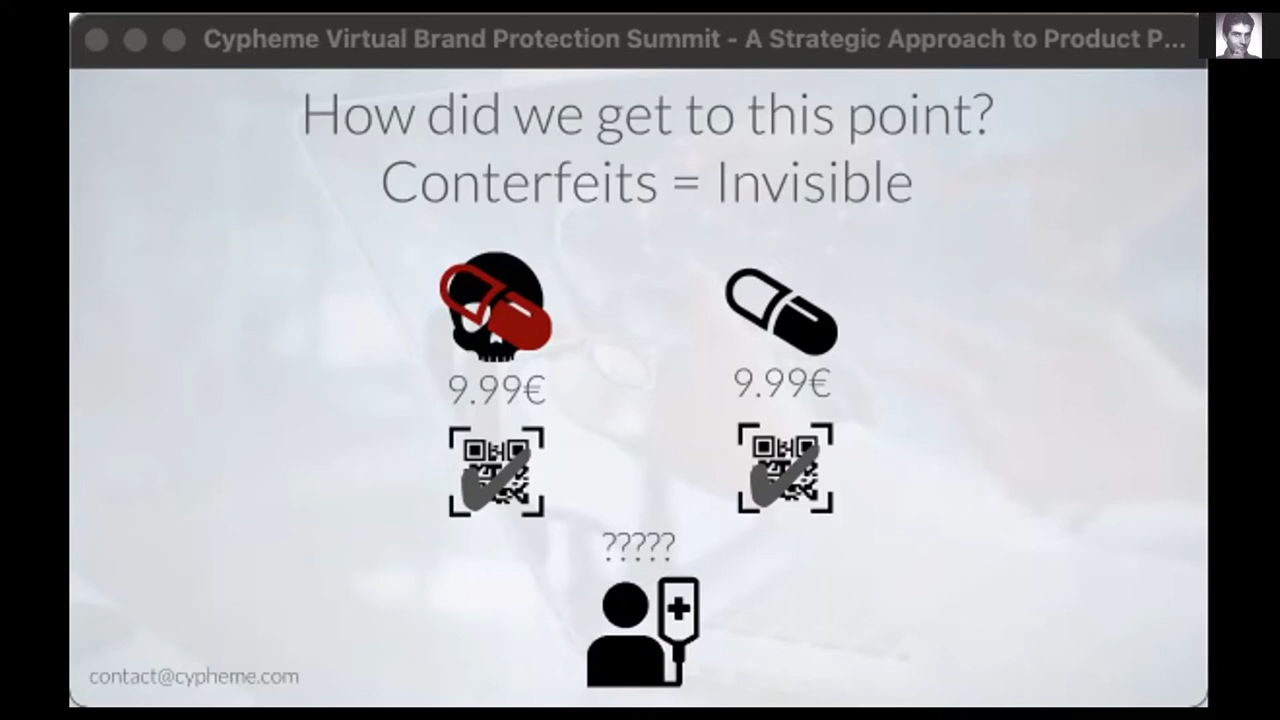 Cypheme Virtual Brand Protection Summit - A Strategic Approach to Product P...
How did we get to this point?
Conterfeits = Invisible
9.99€
9.99€
?????
contact@cypheme.com